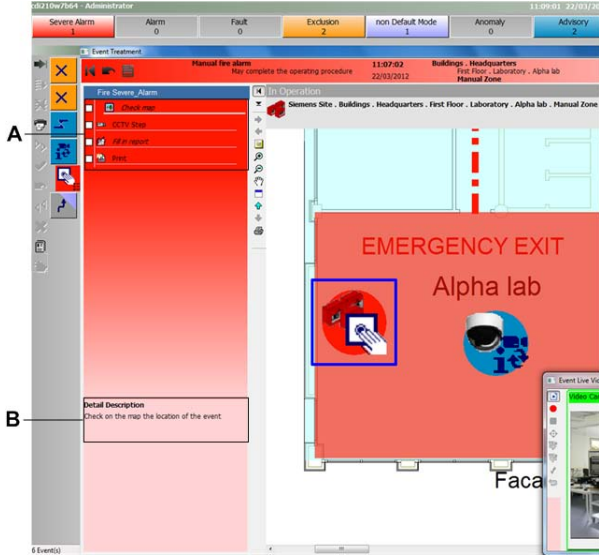 cdi210w7b64 - Administrator
11:09:01 22/03/20
Severe Alarm
1
Alarm
0
Fault
0
Exclusion
2
non Default Mode
1
Anomaly
0
Advisory
2
Event Treatment
Manual fire alarm
May complete the operating procedure
11:07:02
22/03/2012
Buildings . Headquarters
First Floor . Laboratory . Alpha lab
Manual Zone
Fire Severe_Alarm
Check map
CCTV Step
Fill in report
Print
A
In Operation
Siemens Site . Buildings . Headquarters . First Floor . Laboratory . Alpha lab . Manual Zone
EMERGENCY EXIT
Alpha lab
Event Live Vid
Video Ca
Faca
Detail Description
Check on the map the location of the event
B
6 Event(s)